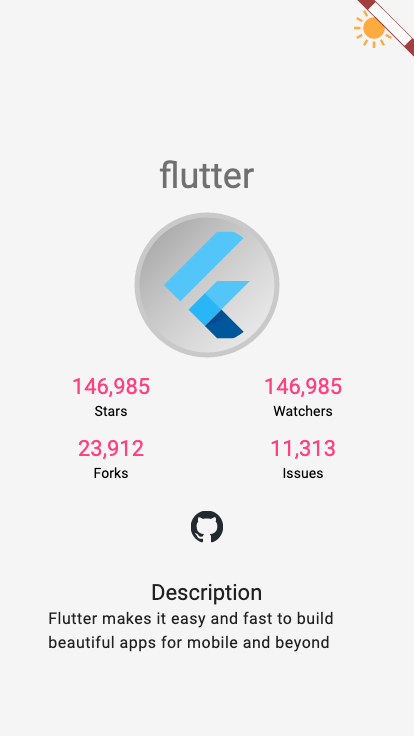 flutter
146,985
146,985
Stars
Watchers
23,912
11,313
Forks
Issues
Description
Flutter makes it easy and fast to build
beautiful apps for mobile and beyond